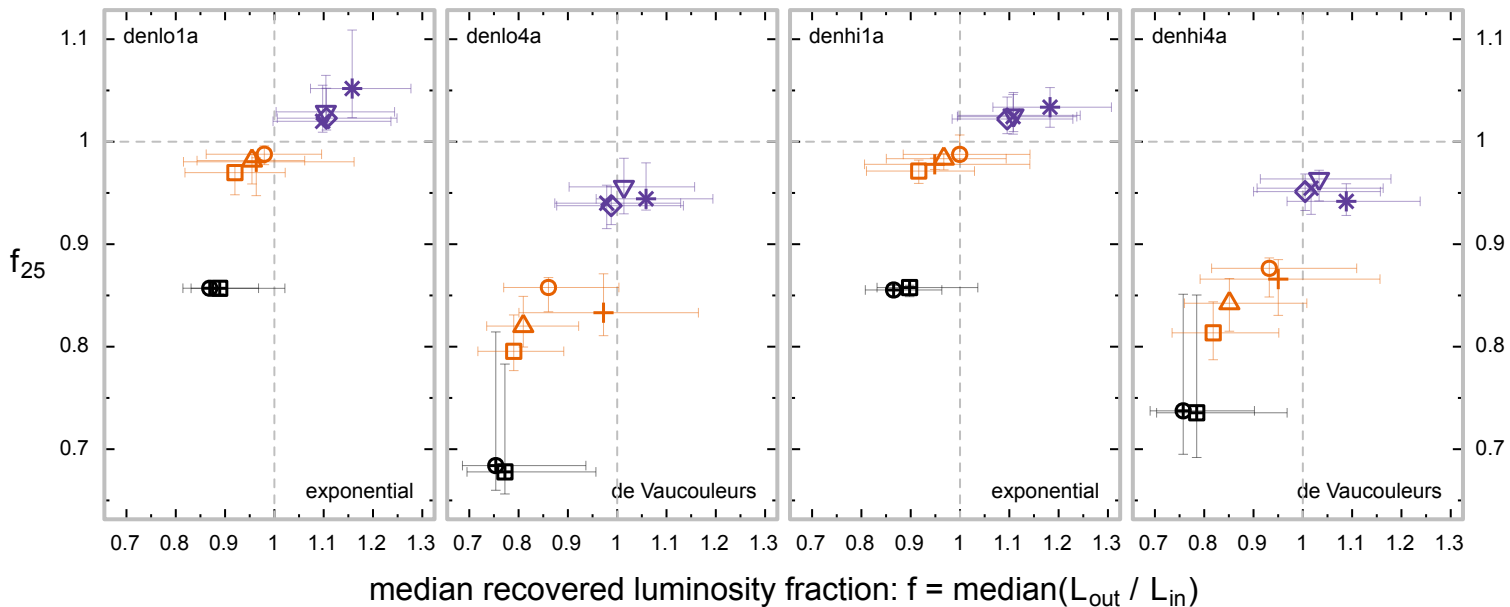 denlo1a
denlo4a
denhi1a
denhi4a
1.1
1.1
1
1
0.9
0.9
f25
0.8
0.8
0.7
0.7
exponential
de Vaucouleurs
exponential
de Vaucouleurs
0.7 0.8 0.9 1 1.1 1.2 1.3
0.7 0.8 0.9 1 1.1 1.2 1.3
0.7 0.8 0.9 1 1.1 1.2 1.3
0.7 0.8 0.9 1 1.1 1.2 1.3
median recovered luminosity fraction: f = median(Lout / Lin)